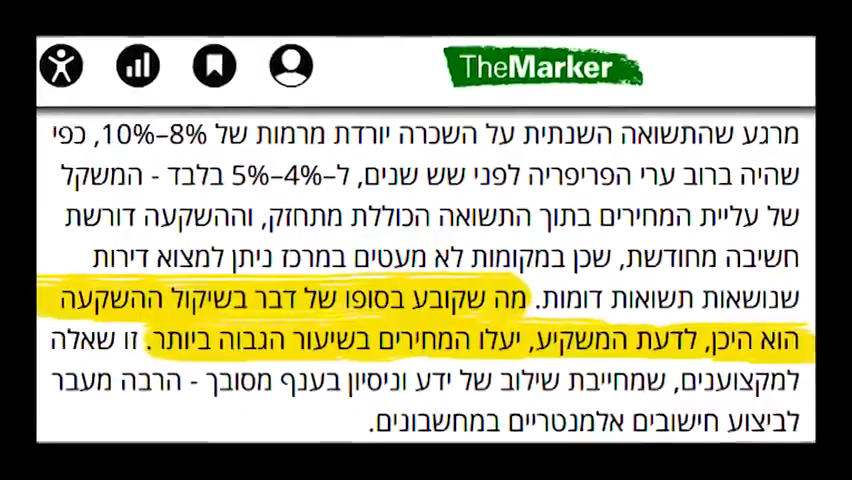 TheMarker
מרגע שהתשואה השנתית על השכרה יורדת מרמות של 8%–10%, כפי
שהיה ברוב ערי הפריפריה לפני שש שנים, ל–4%–5% בלבד - המשקל
של עליית המחירים בתוך התשואה הכוללת מתחזק, וההשקעה דורשת
חשיבה מחודשת, שכן במקומות לא מעטים במרכז ניתן למצוא דירות
שנושאות תשואות דומות. מה שקובע בסופו של דבר בשיקול ההשקעה
הוא היכן, לדעת המשקיע, יעלו המחירים בשיעור הגבוה ביותר. זו שאלה
למקצוענים, שמחייבת שילוב של ידע וניסיון בענף מסובך - הרבה מעבר
לביצוע חישובים אלמנטריים במחשבונים.